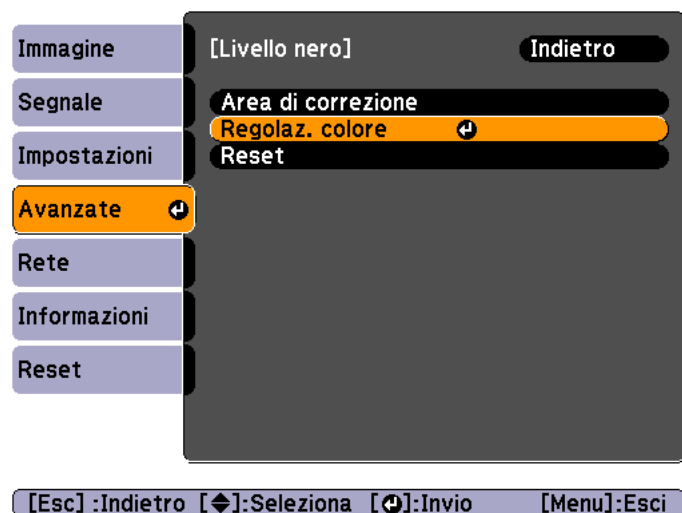 Immagine
Segnale
Impostazioni
Avanzate
Rete
Informazioni
Reset
[Livello nero] Indietro
Area di correzione
Regolaz. colore
Reset
[Esc] :Indietro [◆]:Seleziona [↵]:Invio [Menu]:Esci